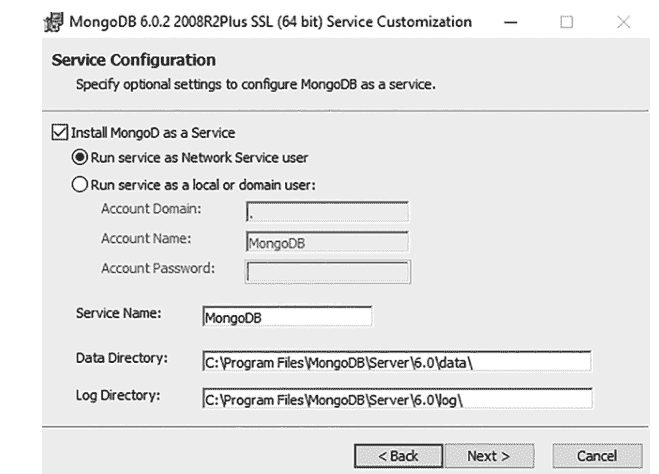 MongoDB 6.0.2 2008R2Plus SSL (64 bit) Service Customization
Service Configuration
Specify optional settings to configure MongoDB as a service.
Install MongoD as a Service
Run service as Network Service user
Run service as a local or domain user:
Account Domain: .
Account Name: MongoDB
Account Password:
Service Name: MongoDB
Data Directory: C:\Program Files\MongoDB\Server\6.0\data\
Log Directory: C:\Program Files\MongoDB\Server\6.0\log\
< Back Next > Cancel